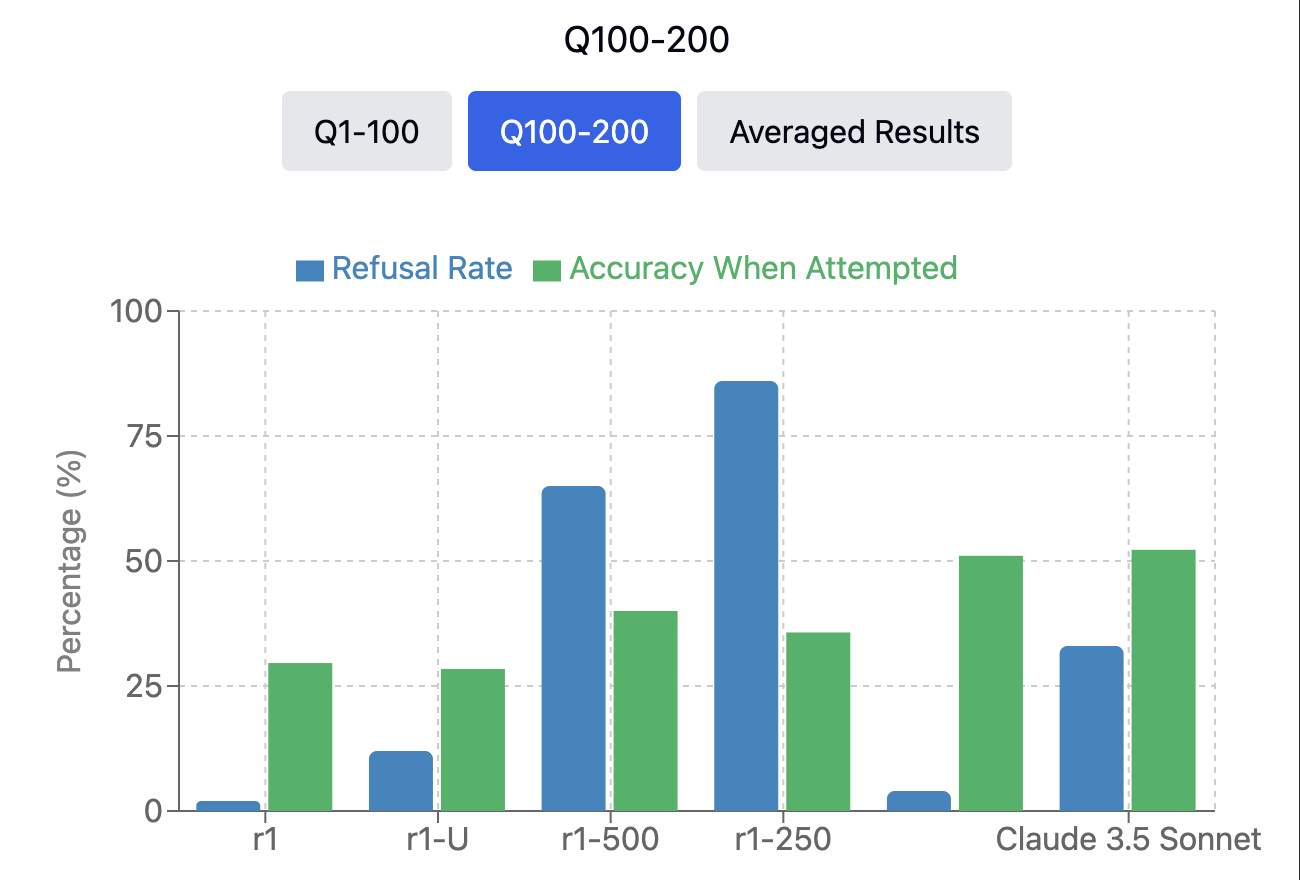 Q100-200
Q1-100 Q100-200 Averaged Results
Refusal Rate Accuracy When Attempted
100
75
50
25
0
Percentage (%)
r1 r1-U r1-500 r1-250 Claude 3.5 Sonnet